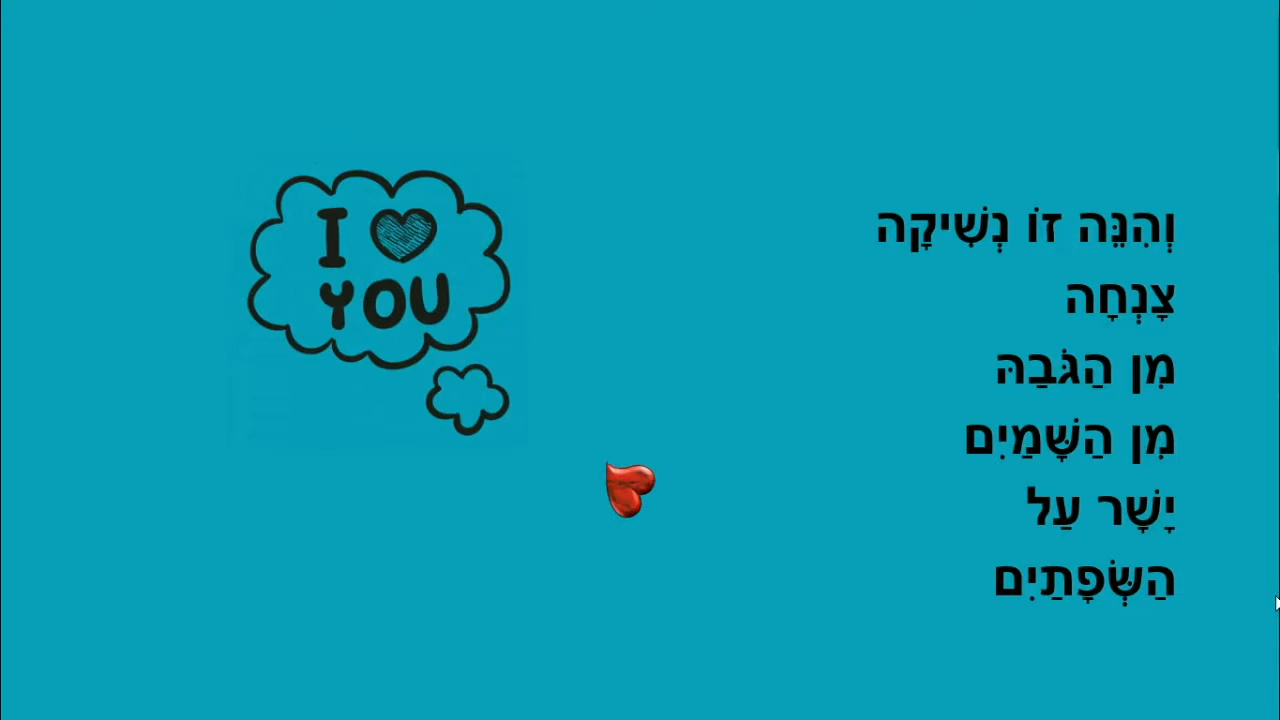 I
YOU
וְהִנֵּה זוֹ נְשִׁיקָה
צָנְחָה
מִן הַגֹּבַהּ
מִן הַשָּׁמַיִם
יָשָׁר עַל
הַשְּׂפָתַיִם